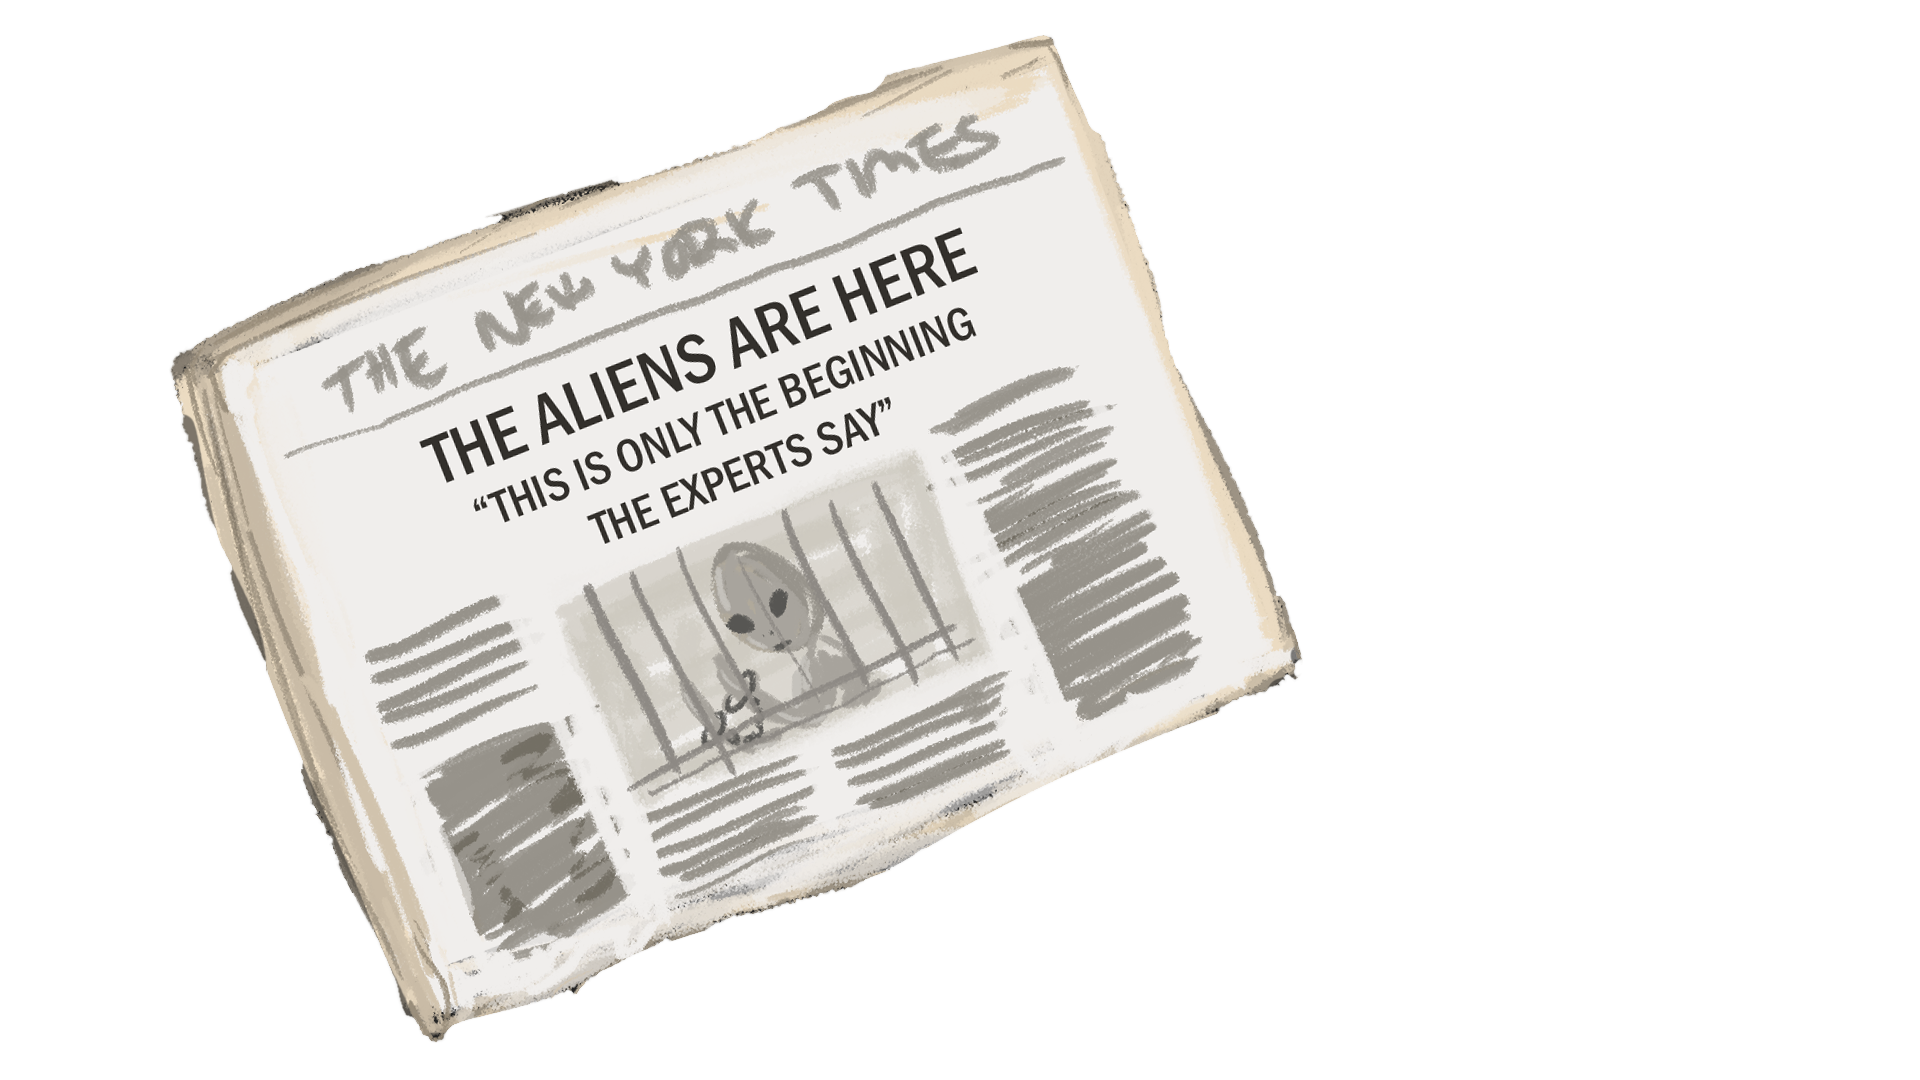 THE NEW YORK TIMES
THE ALIENS ARE HERE
“THIS IS ONLY THE BEGINNING
THE EXPERTS SAY”